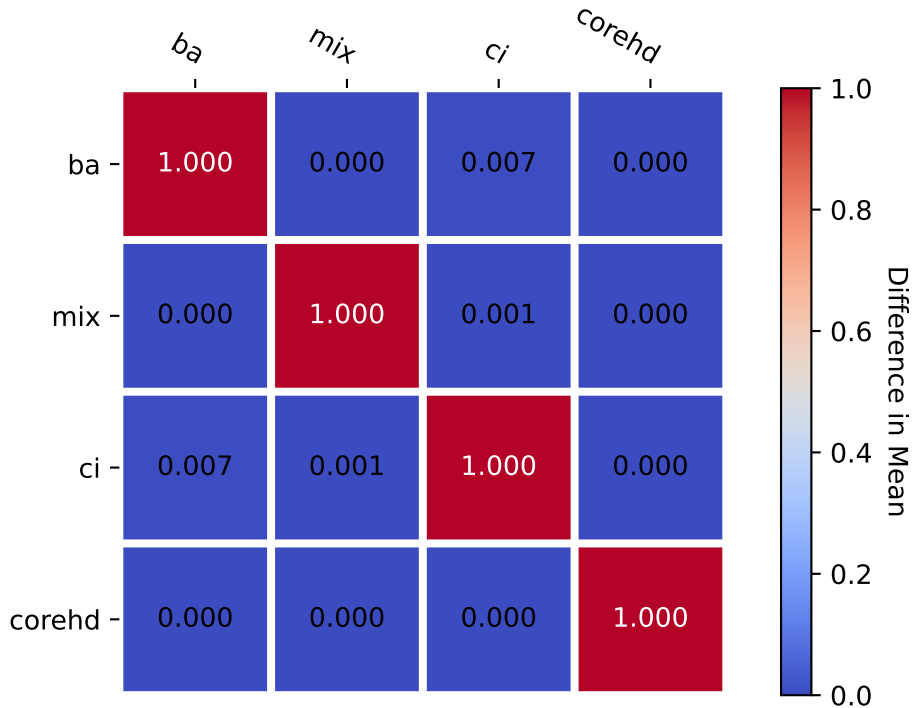 ba mix ci corehd
ba 1.000 0.000 0.007 0.000
mix 0.000 1.000 0.001 0.000
ci 0.007 0.001 1.000 0.000
corehd 0.000 0.000 0.000 1.000
1.0
0.8
0.6
0.4
0.2
0.0
Difference in Mean